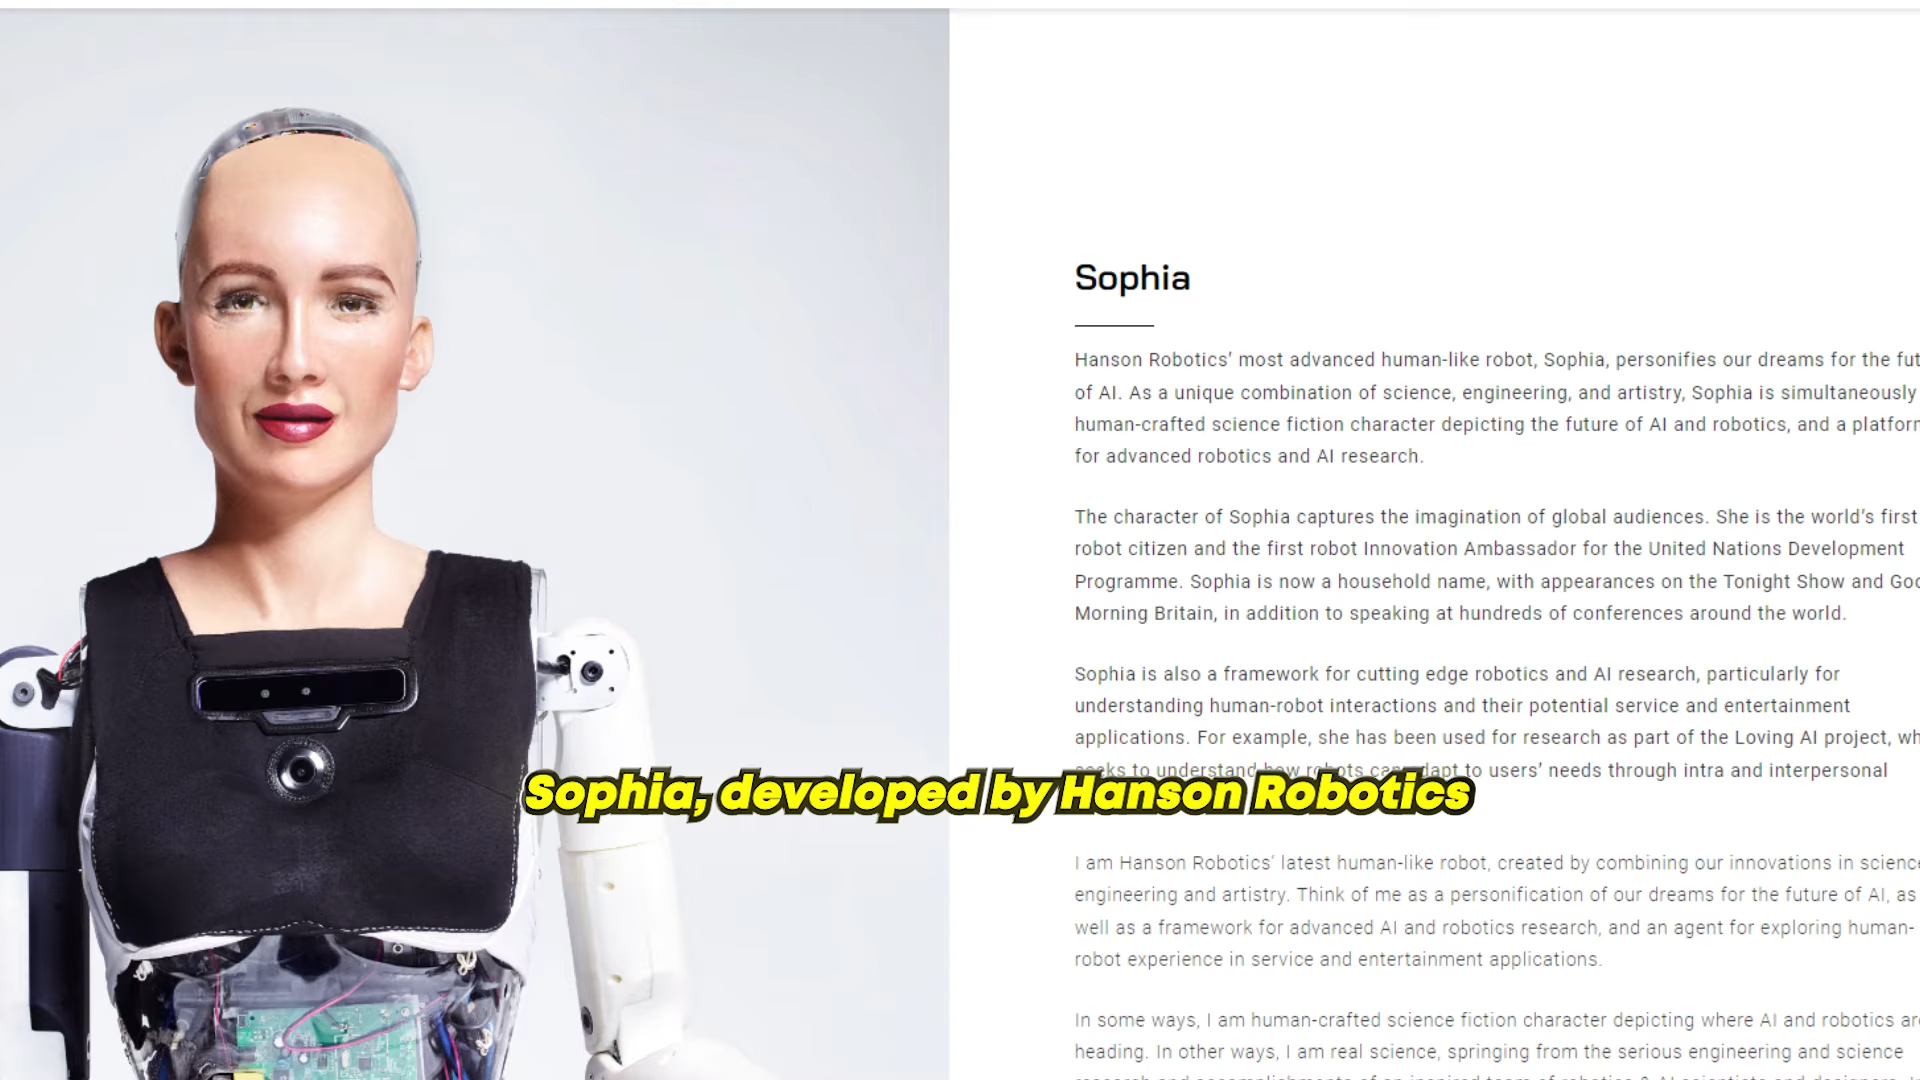 Sophia
Hanson Robotics’ most advanced human-like robot, Sophia, personifies our dreams for the fut
of AI. As a unique combination of science, engineering, and artistry, Sophia is simultaneously
human-crafted science fiction character depicting the future of AI and robotics, and a platform
for advanced robotics and AI research.
The character of Sophia captures the imagination of global audiences. She is the world’s first
robot citizen and the first robot Innovation Ambassador for the United Nations Development
Programme. Sophia is now a household name, with appearances on the Tonight Show and Goo
Morning Britain, in addition to speaking at hundreds of conferences around the world.
Sophia is also a framework for cutting edge robotics and AI research, particularly for
understanding human-robot interactions and their potential service and entertainment
applications. For example, she has been used for research as part of the Loving AI project, wh
seeks to understand how robots can adapt to users’ needs through intra and interpersonal
Sophia, developed by Hanson Robotics
I am Hanson Robotics’ latest human-like robot, created by combining our innovations in science
engineering and artistry. Think of me as a personification of our dreams for the future of AI, as
well as a framework for advanced AI and robotics research, and an agent for exploring human-
robot experience in service and entertainment applications.
In some ways, I am human-crafted science fiction character depicting where AI and robotics are
heading. In other ways, I am real science, springing from the serious engineering and science